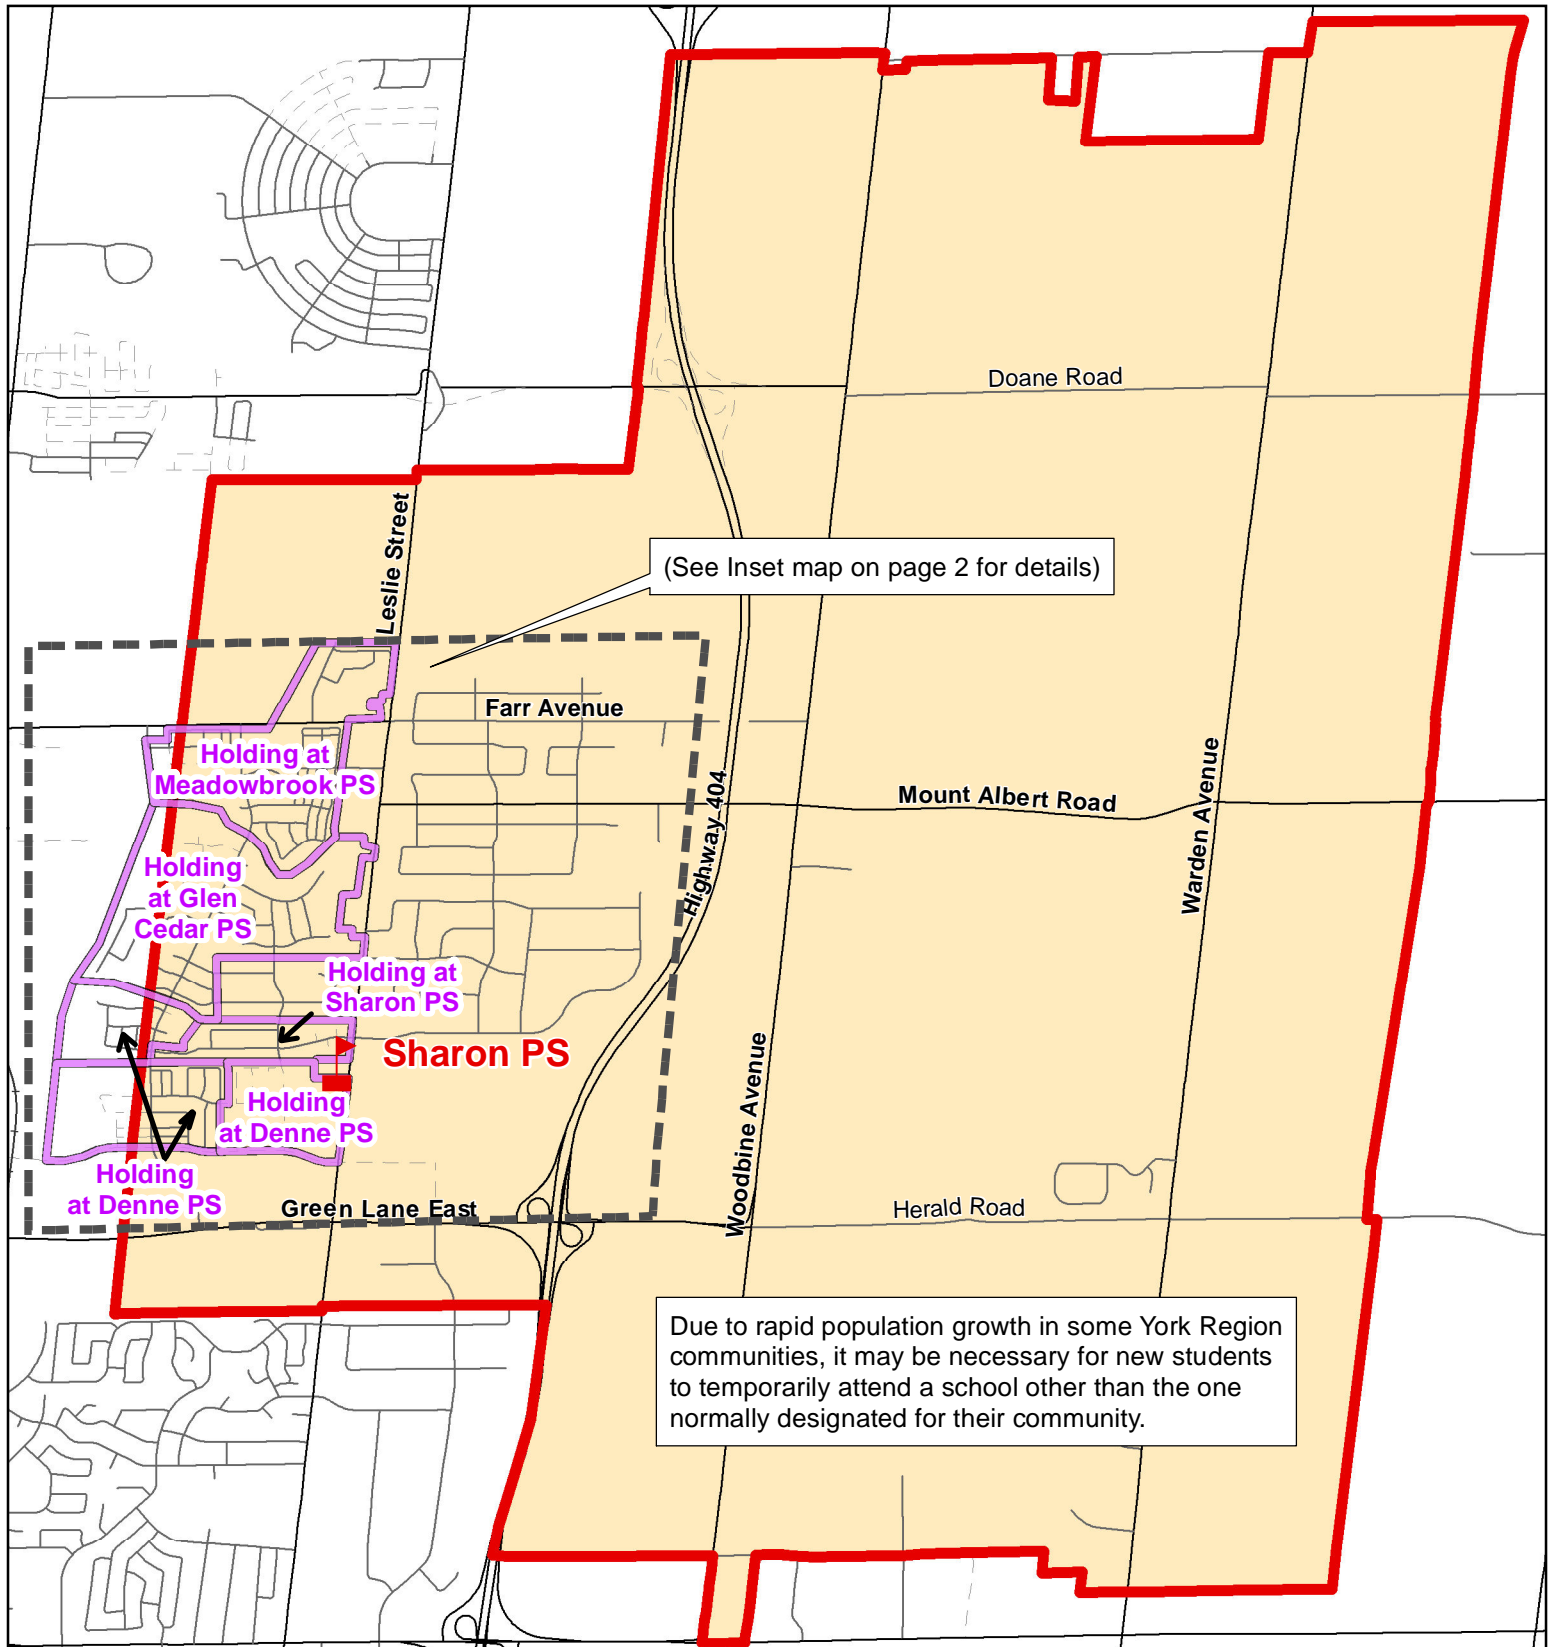 Doane Road
Leslie Street
(See Inset map on page 2 for details)
Farr Avenue
Holding at
Meadowbrook PS
Highway 404
Mount Albert Road
Warden Avenue
Holding
at Glen
Cedar PS
Holding at
Sharon PS
Sharon PS
Woodbine Avenue
Holding
at Denne PS
Holding
at Denne PS
Green Lane East
Herald Road
Due to rapid population growth in some York Region
communities, it may be necessary for new students
to temporarily attend a school other than the one
normally designated for their community.